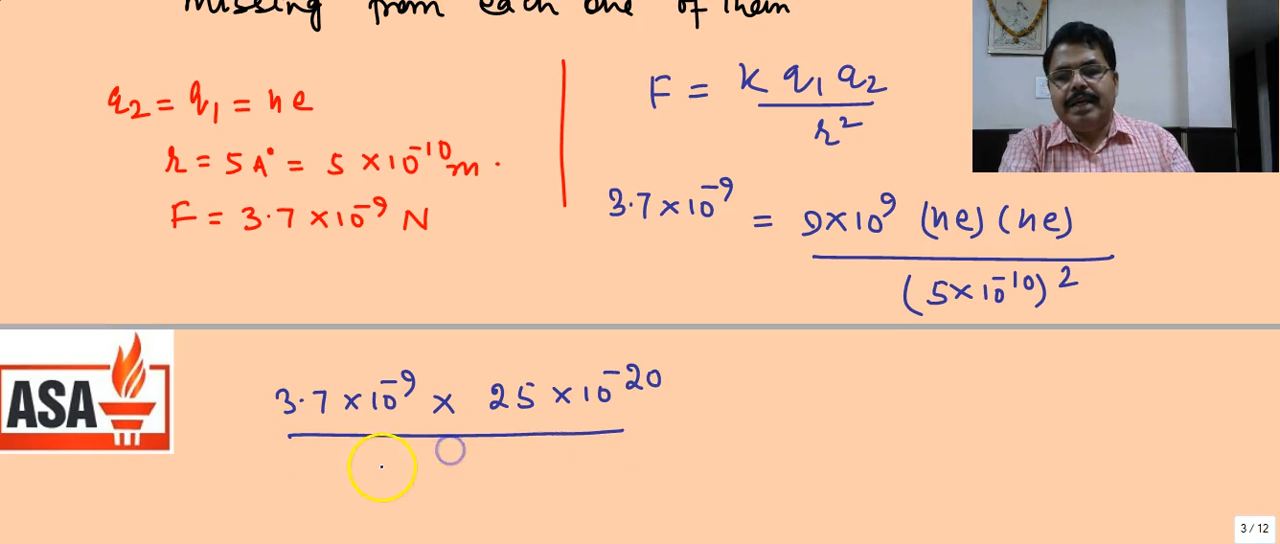 missing from each one of them
q2 = q1 = ne
r = 5 A° = 5 × 10⁻¹⁰ m.
F = 3.7 × 10⁻⁹ N
F = K q1 q2 / r²
3.7 × 10⁻⁹ = 9 × 10⁹ (ne) (ne) / (5 × 10⁻¹⁰)²
ASA
3.7 × 10⁻⁹ × 25 × 10⁻²⁰
3 / 12